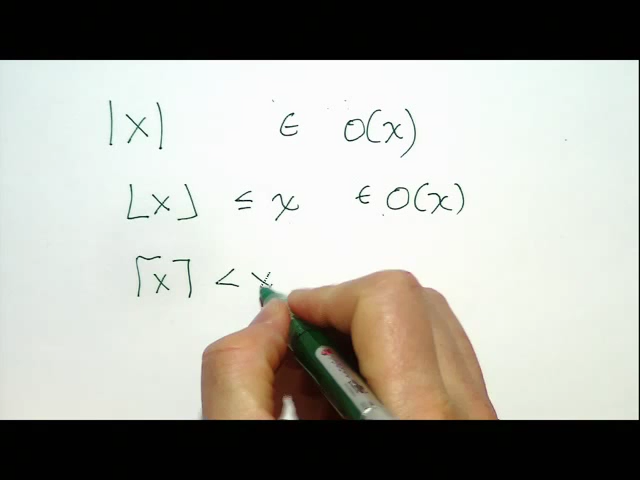 |x| ∈ O(x)
⌊x⌋ ≤ x ∈ O(x)
⌈x⌉ < x